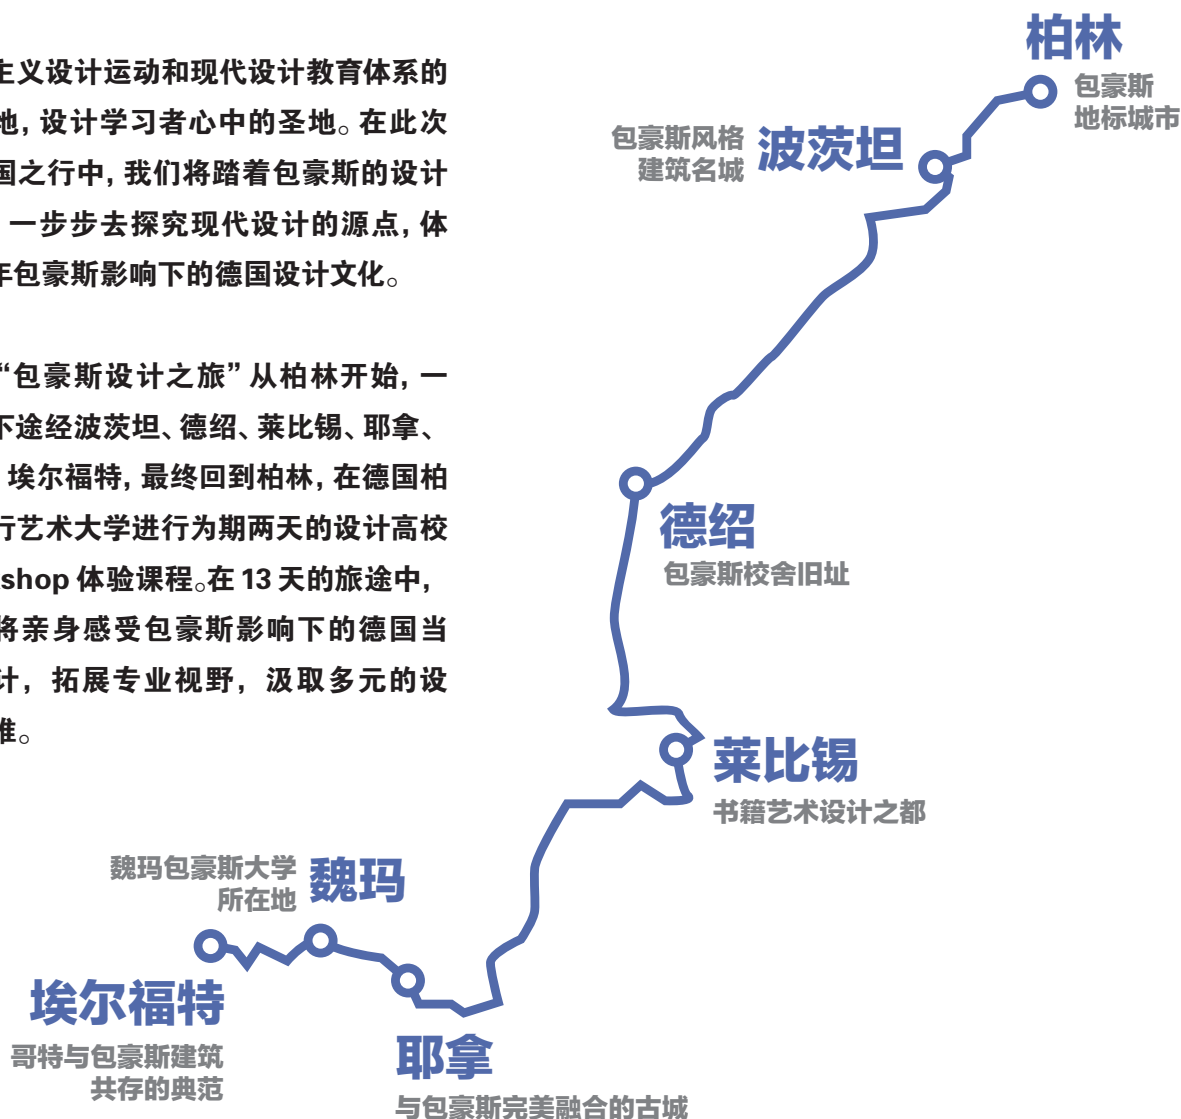 主义设计运动和现代设计教育体系的
地，设计学习者心中的圣地。在此次
国之行中，我们将踏着包豪斯的设计
一步步去探究现代设计的源点，体
年包豪斯影响下的德国设计文化。
“包豪斯设计之旅”从柏林开始，一
下途经波茨坦、德绍、莱比锡、耶拿、
埃尔福特，最终回到柏林，在德国柏
行艺术大学进行为期两天的设计高校
shop 体验课程。在 13 天的旅途中，
将亲身感受包豪斯影响下的德国当
计，拓展专业视野，汲取多元的设
维。
柏林
包豪斯
地标城市
包豪斯风格
建筑名城
波茨坦
德绍
包豪斯校舍旧址
莱比锡
书籍艺术设计之都
魏玛包豪斯大学
所在地
魏玛
埃尔福特
哥特与包豪斯建筑
共存的典范
耶拿
与包豪斯完美融合的古城